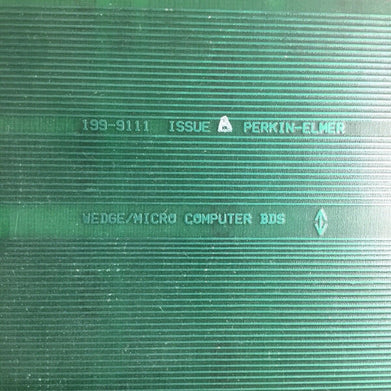 199-9111 ISSUE A PERKIN-ELMER
WEDGE/MICRO COMPUTER BDS